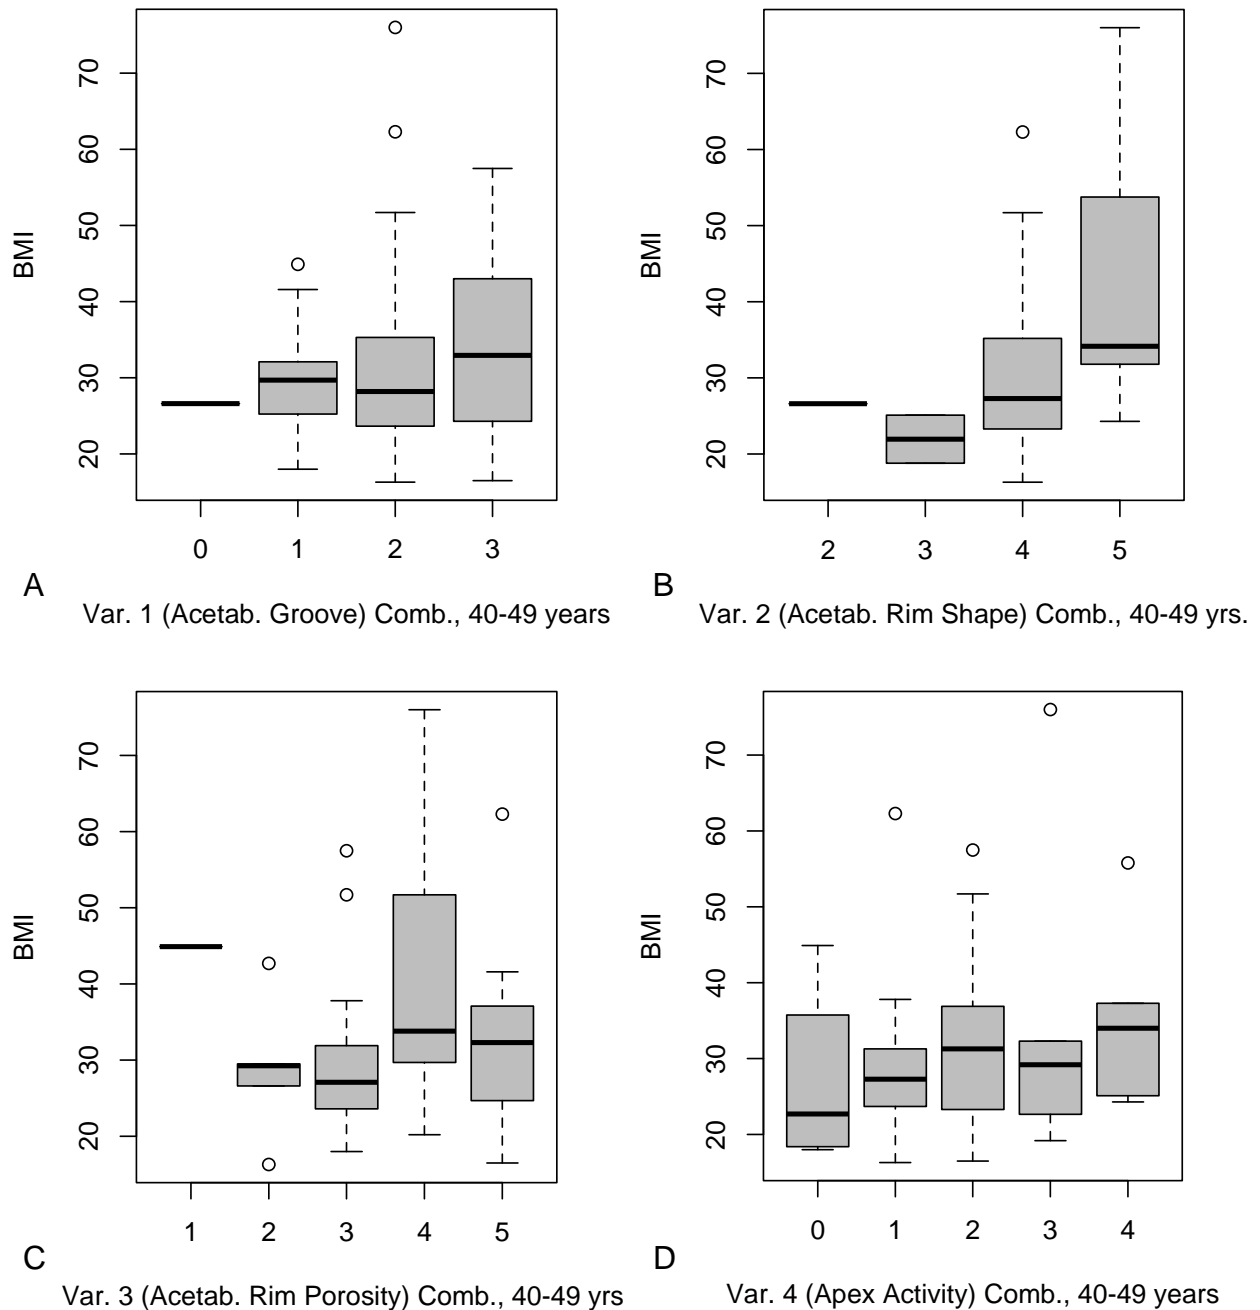 BMI
70
60
50
40
30
20
0 1 2 3
A
Var. 1 (Acetab. Groove) Comb., 40-49 years
BMI
70
60
50
40
30
20
2 3 4 5
B
Var. 2 (Acetab. Rim Shape) Comb., 40-49 yrs.
BMI
70
60
50
40
30
20
1 2 3 4 5
C
Var. 3 (Acetab. Rim Porosity) Comb., 40-49 yrs
BMI
70
60
50
40
30
20
0 1 2 3 4
D
Var. 4 (Apex Activity) Comb., 40-49 years